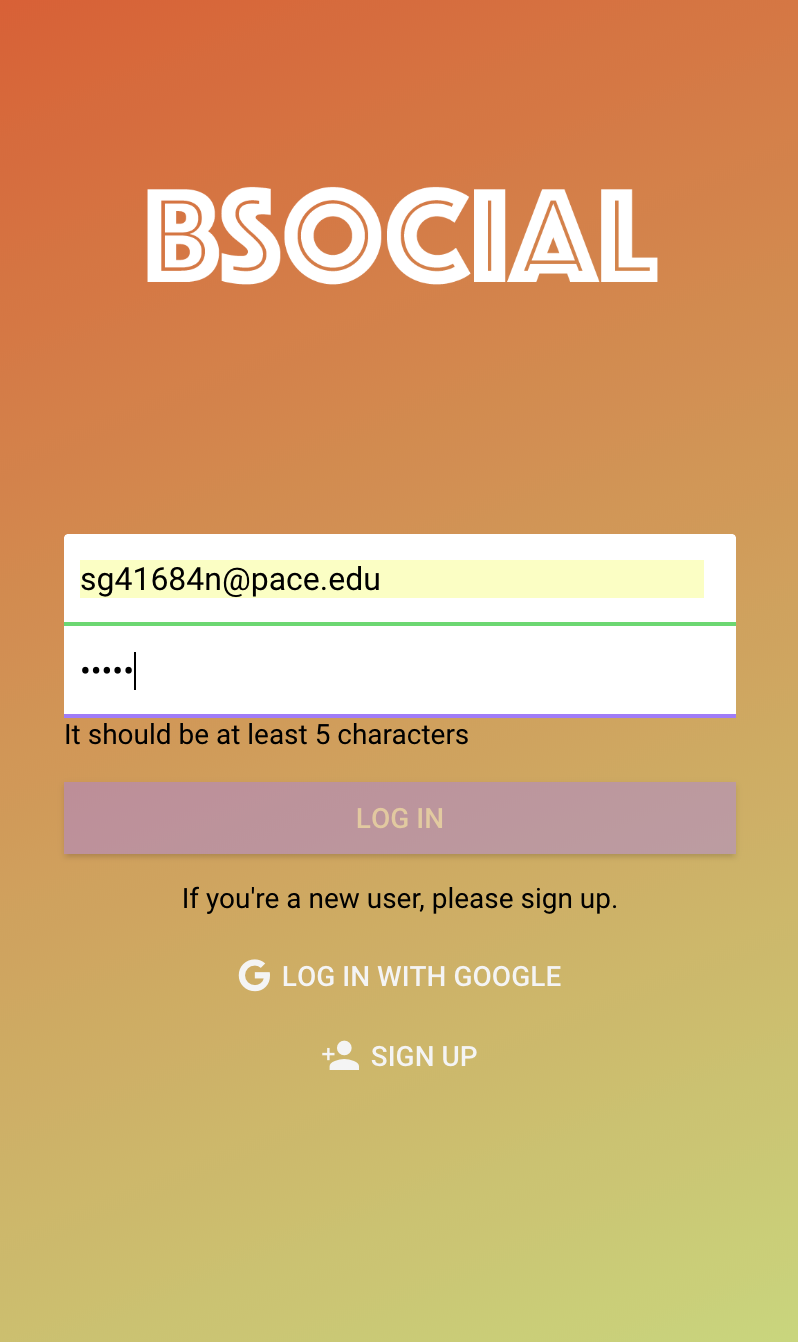 BSOCIAL
sg41684n@pace.edu
•••••
It should be at least 5 characters
LOG IN
If you're a new user, please sign up.
LOG IN WITH GOOGLE
SIGN UP